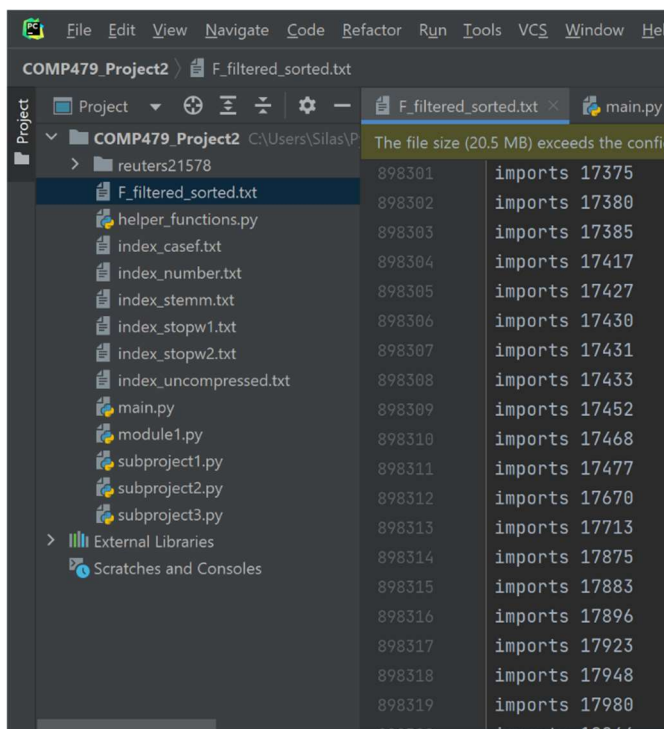 PC
File Edit View Navigate Code Refactor Run Tools VCS Window Hel
COMP479_Project2 F_filtered_sorted.txt
Project
Project
F_filtered_sorted.txt main.py
COMP479_Project2 C:\Users\Silas\P
reuters21578
F_filtered_sorted.txt
helper_functions.py
index_casef.txt
index_number.txt
index_stemm.txt
index_stopw1.txt
index_stopw2.txt
index_uncompressed.txt
main.py
module1.py
subproject1.py
subproject2.py
subproject3.py
External Libraries
Scratches and Consoles
The file size (20.5 MB) exceeds the confi
898301 imports 17375
898302 imports 17380
898303 imports 17385
898304 imports 17417
898305 imports 17427
898306 imports 17430
898307 imports 17431
898308 imports 17433
898309 imports 17452
898310 imports 17468
898311 imports 17477
898312 imports 17670
898313 imports 17713
898314 imports 17875
898315 imports 17883
898316 imports 17896
898317 imports 17923
898318 imports 17948
898319 imports 17980